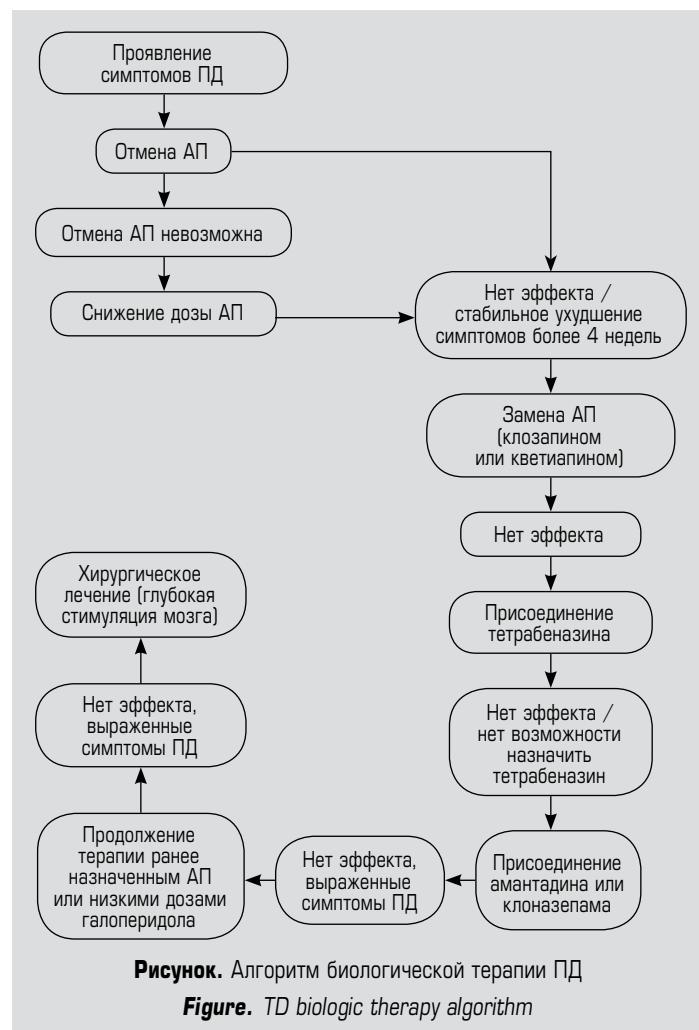 Проявление
симптомов ПД
Отмена АП
Отмена АП невозможна
Снижение дозы АП
Нет эффекта /
стабильное ухудшение
симптомов более 4 недель
Замена АП
(клозапином
или кветиапином)
Нет эффекта
Присоединение
тетрабеназина
Нет эффекта /
нет возможности
назначить
тетрабеназин
Присоединение
амантадина или
клоназепама
Нет эффекта,
выраженные
симптомы ПД
Продолжение
терапии ранее
назначенным АП
или низкими дозами
галоперидола
Нет эффекта,
выраженные
симптомы ПД
Хирургическое
лечение (глубокая
стимуляция мозга)
Рисунок. Алгоритм биологической терапии ПД
Figure. TD biologic therapy algorithm